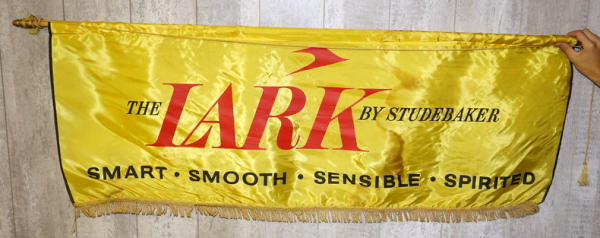 THE LARK BY STUDEBAKER
SMART • SMOOTH • SENSIBLE • SPIRITED